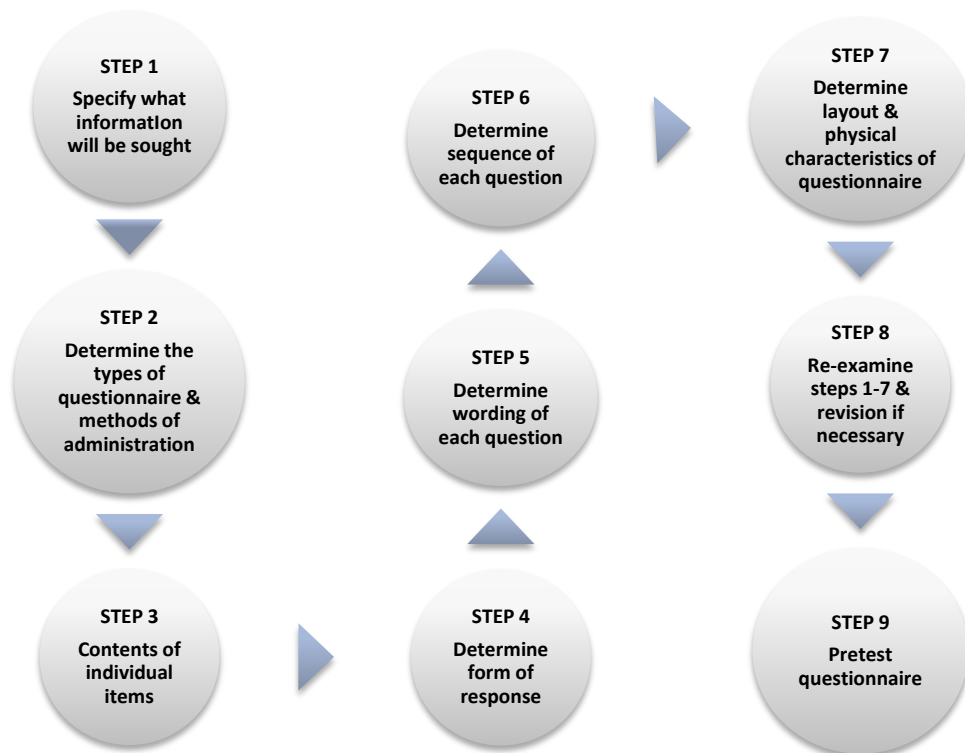 STEP 1
Specify what
information
will be sought
STEP 2
Determine the
types of
questionnaire &
methods of
administration
STEP 3
Contents of
individual
items
STEP 4
Determine
form of
response
STEP 5
Determine
wording of
each question
STEP 6
Determine
sequence of
each question
STEP 7
Determine
layout &
physical
characteristics of
questionnaire
STEP 8
Re-examine
steps 1-7 &
revision if
necessary
STEP 9
Pretest
questionnaire